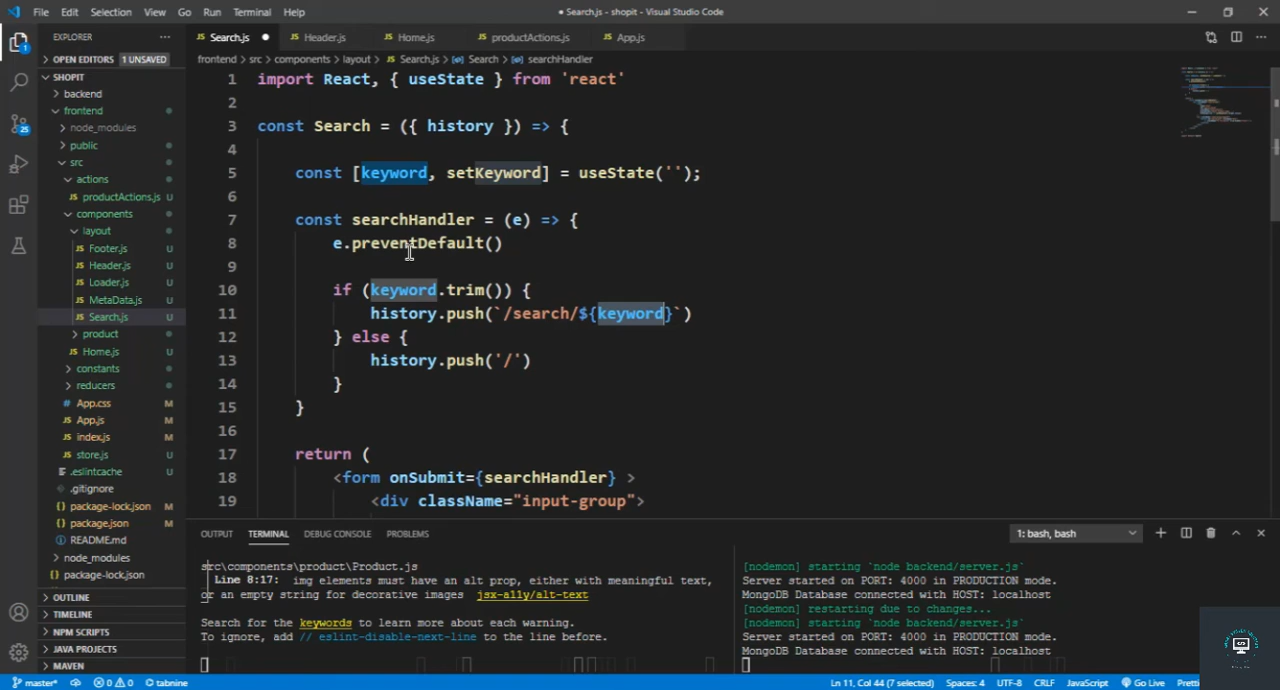 File Edit Selection View Go Run Terminal Help
● Search.js - shopit - Visual Studio Code
EXPLORER ...
Search.js ●
Header.js
Home.js
productActions.js
App.js
OPEN EDITORS 1 UNSAVED
frontend > src > components > layout > JS Search.js > Search > searchHandler
SHOPIT
backend
frontend
node_modules
public
src
actions
JS productActions.js U
components
layout
JS Footer.js U
JS Header.js U
JS Loader.js U
JS MetaData.js U
JS Search.js U
product
JS Home.js U
constants
reducers
# App.css M
JS App.js M
JS index.js M
JS store.js U
.eslintcache U
.gitignore
{} package-lock.json M
{} package.json M
README.md
node_modules
{} package-lock.json
OUTLINE
TIMELINE
NPM SCRIPTS
JAVA PROJECTS
MAVEN
1 import React, { useState } from 'react'
2
3 const Search = ({ history }) => {
4
5 const [keyword, setKeyword] = useState('');
6
7 const searchHandler = (e) => {
8 e.preventDefault()
9
10 if (keyword.trim()) {
11 history.push(`/search/${keyword}`)
12 } else {
13 history.push('/')
14 }
15 }
16
17 return (
18 <form onSubmit={searchHandler} >
19 <div className="input-group">
OUTPUT TERMINAL DEBUG CONSOLE PROBLEMS
1: bash, bash
src\components\product\Product.js
Line 8:17: img elements must have an alt prop, either with meaningful text,
or an empty string for decorative images jsx-a11y/alt-text
Search for the keywords to learn more about each warning.
To ignore, add // eslint-disable-next-line to the line before.
[nodemon] starting `node backend/server.js`
Server started on PORT: 4000 in PRODUCTION mode.
MongoDB Database connected with HOST: localhost
[nodemon] restarting due to changes...
[nodemon] starting `node backend/server.js`
Server started on PORT: 4000 in PRODUCTION mode.
MongoDB Database connected with HOST: localhost
master* 0 0 tabnine
Ln 11, Col 44 (7 selected) Spaces: 4 UTF-8 CRLF JavaScript Go Live